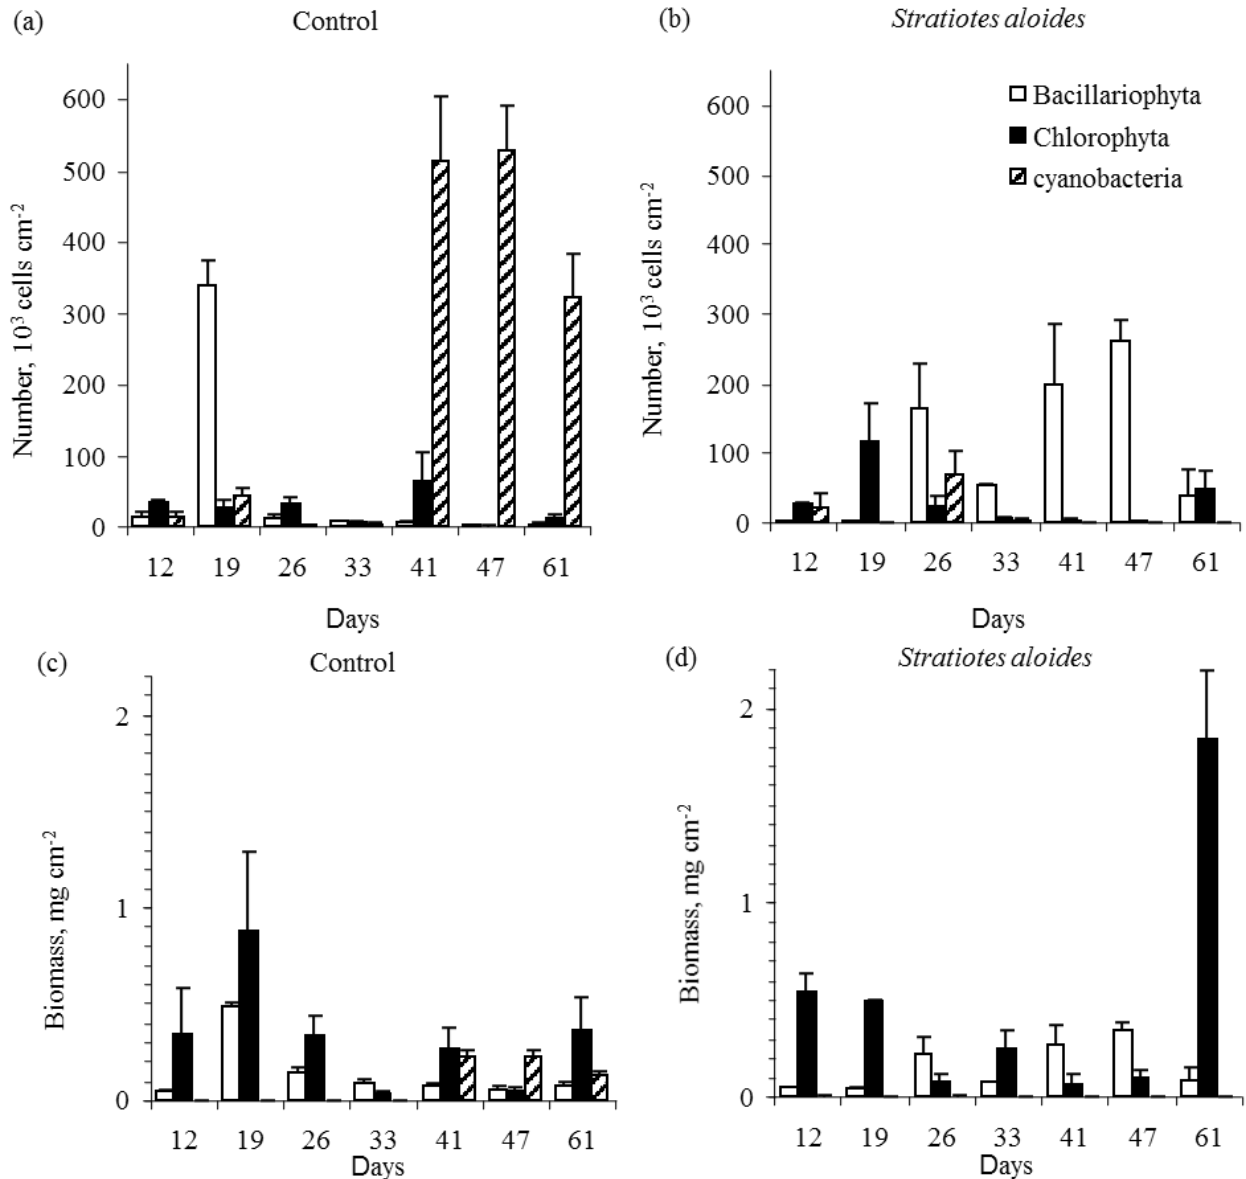 (a)
Control
Number, 10³ cells cm⁻²
600
500
400
300
200
100
0
12 19 26 33 41 47 61
Days
(b)
Stratiotes aloides
Bacillariophyta
Chlorophyta
cyanobacteria
Number, 10³ cells cm⁻²
600
500
400
300
200
100
0
12 19 26 33 41 47 61
Days
(c)
Control
Biomass, mg cm⁻²
2
1
0
12 19 26 33 41 47 61
Days
(d)
Stratiotes aloides
Biomass, mg cm⁻²
2
1
0
12 19 26 33 41 47 61
Days